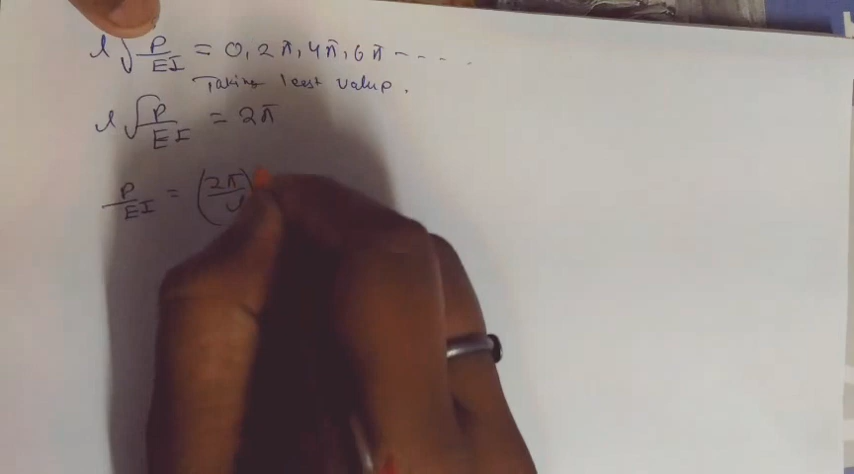 l √P/EI = 0, 2π, 4π, 6π - - - - .
Taking least value.
l √P/EI = 2π
P/EI = (2π/l)